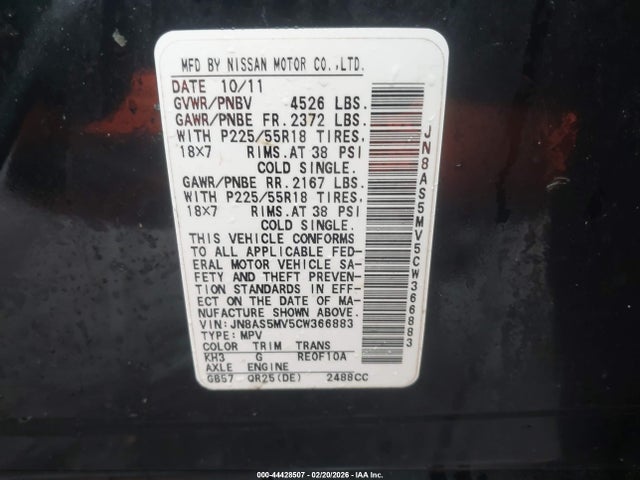 MFD BY NISSAN MOTOR CO.,LTD.
DATE 10/11
GVWR/PNBV 4526 LBS.
GAWR/PNBE FR. 2372 LBS.
WITH P225/55R18 TIRES.
18X7 RIMS.AT 38 PSI
COLD SINGLE.
GAWR/PNBE RR. 2167 LBS.
WITH P225/55R18 TIRES.
18X7 RIMS.AT 38 PSI
COLD SINGLE.
THIS VEHICLE CONFORMS
TO ALL APPLICABLE FED-
ERAL MOTOR VEHICLE SA-
FETY AND THEFT PREVENTION
STANDARDS IN EFF-
ECT ON THE DATE OF MA-
NUFACTURE SHOWN ABOVE.
VIN:JN8AS5MV5CW366883
TYPE:MPV
COLOR TRIM TRANS
KH3 G RE0F10A
AXLE ENGINE
GB57 QR25(DE) 2488CC
JN8AS5MV5CW366883
000-44428507 - 02/20/2026 - IAA Inc.